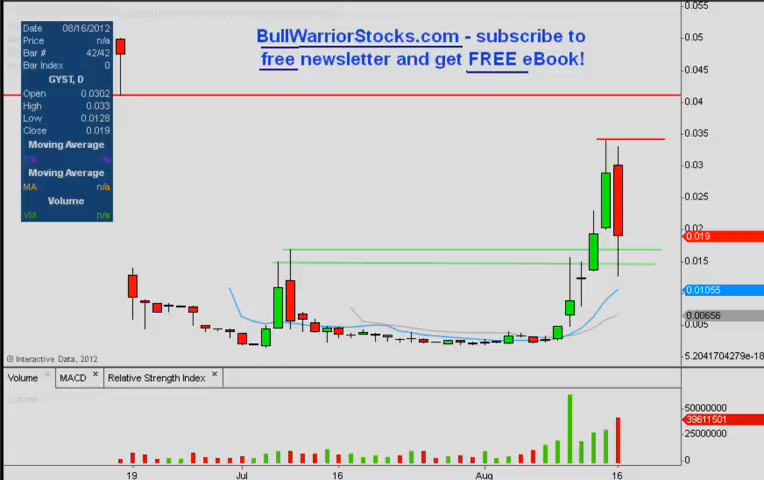 Date 08/16/2012
Price n/a
Bar # 42/42
Bar Index 0
GYST, D
Open 0.0302
High 0.033
Low 0.0128
Close 0.019
Moving Average
Moving Average
MA n/a
Volume
Vol n/a
BullWarriorStocks.com - subscribe to
free newsletter and get FREE eBook!
0.055
0.05
0.045
0.04
0.035
0.03
0.025
0.02
0.019
0.015
0.01055
0.00656
0.005
5.2041704279e-18
© Interactive Data, 2012
Volume × MACD × Relative Strength Index ×
Volume
50000000
39611501
25000000
0
19 Jul 16 Aug 16